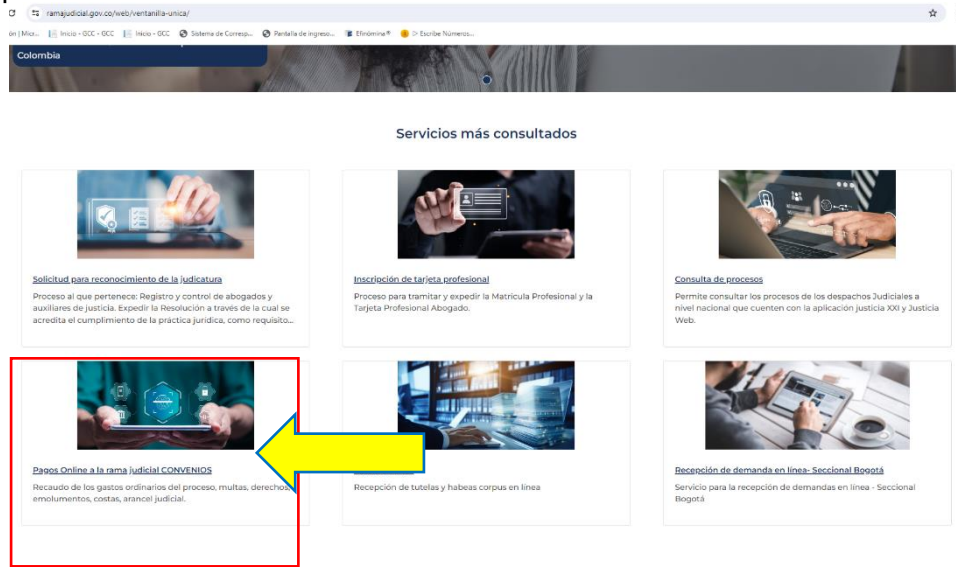 ramajudicial.gov.co/web/ventanilla-unica/
ón | Micr... Inicio - GCC - GCC Inicio - GCC Sistema de Corresp... Pantalla de ingreso... Efinómina® ▷ Escribe Números...
Colombia
Servicios más consultados
Solicitud para reconocimiento de la judicatura
Proceso al que pertenece: Registro y control de abogados y
auxiliares de justicia. Expedir la Resolución a través de la cual se
acredita el cumplimiento de la práctica jurídica, como requisito...
Inscripción de tarjeta profesional
Proceso para tramitar y expedir la Matricula Profesional y la
Tarjeta Profesional Abogado.
Consulta de procesos
Permite consultar los procesos de los despachos Judiciales a
nivel nacional que cuenten con la aplicación justicia XXI y Justicia
Web.
Pagos Online a la rama judicial CONVENIOS
Recaudo de los gastos ordinarios del proceso, multas, derechos,
emolumentos, costas, arancel judicial.
Recepción de tutelas y habeas corpus en línea
Recepción de demanda en línea- Seccional Bogotá
Servicio para la recepción de demandas en línea - Seccional
Bogotá